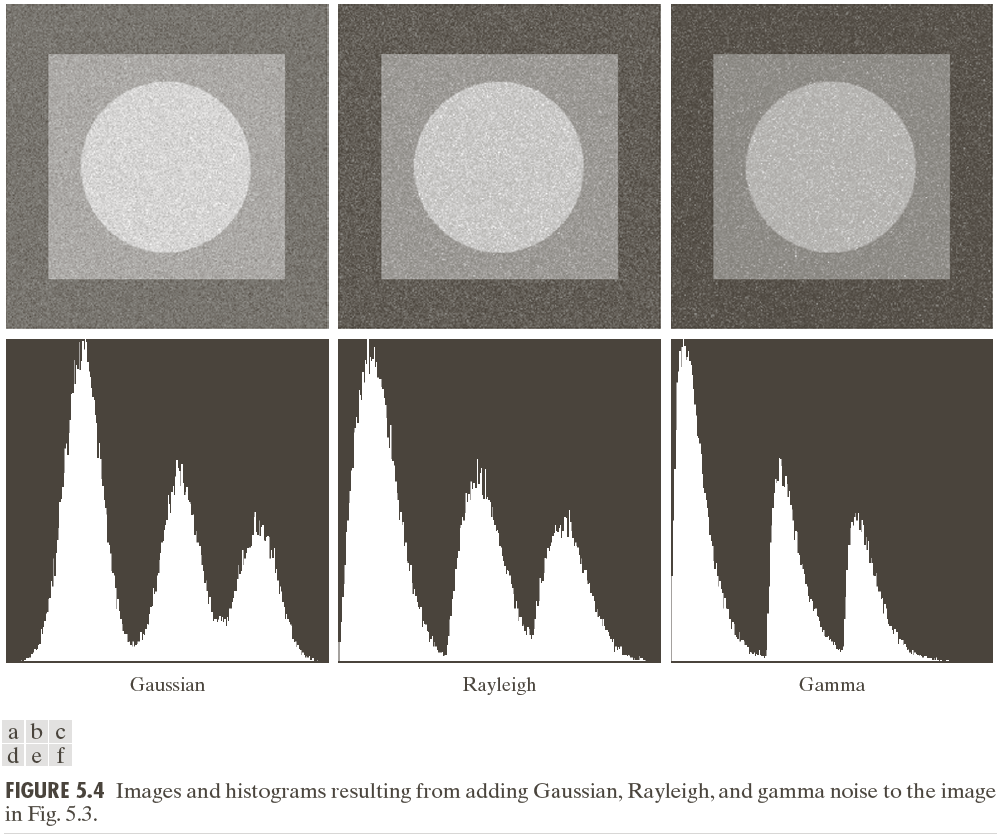 Gaussian Rayleigh Gamma
a b c
d e f
FIGURE 5.4 Images and histograms resulting from adding Gaussian, Rayleigh, and gamma noise to the image
in Fig. 5.3.